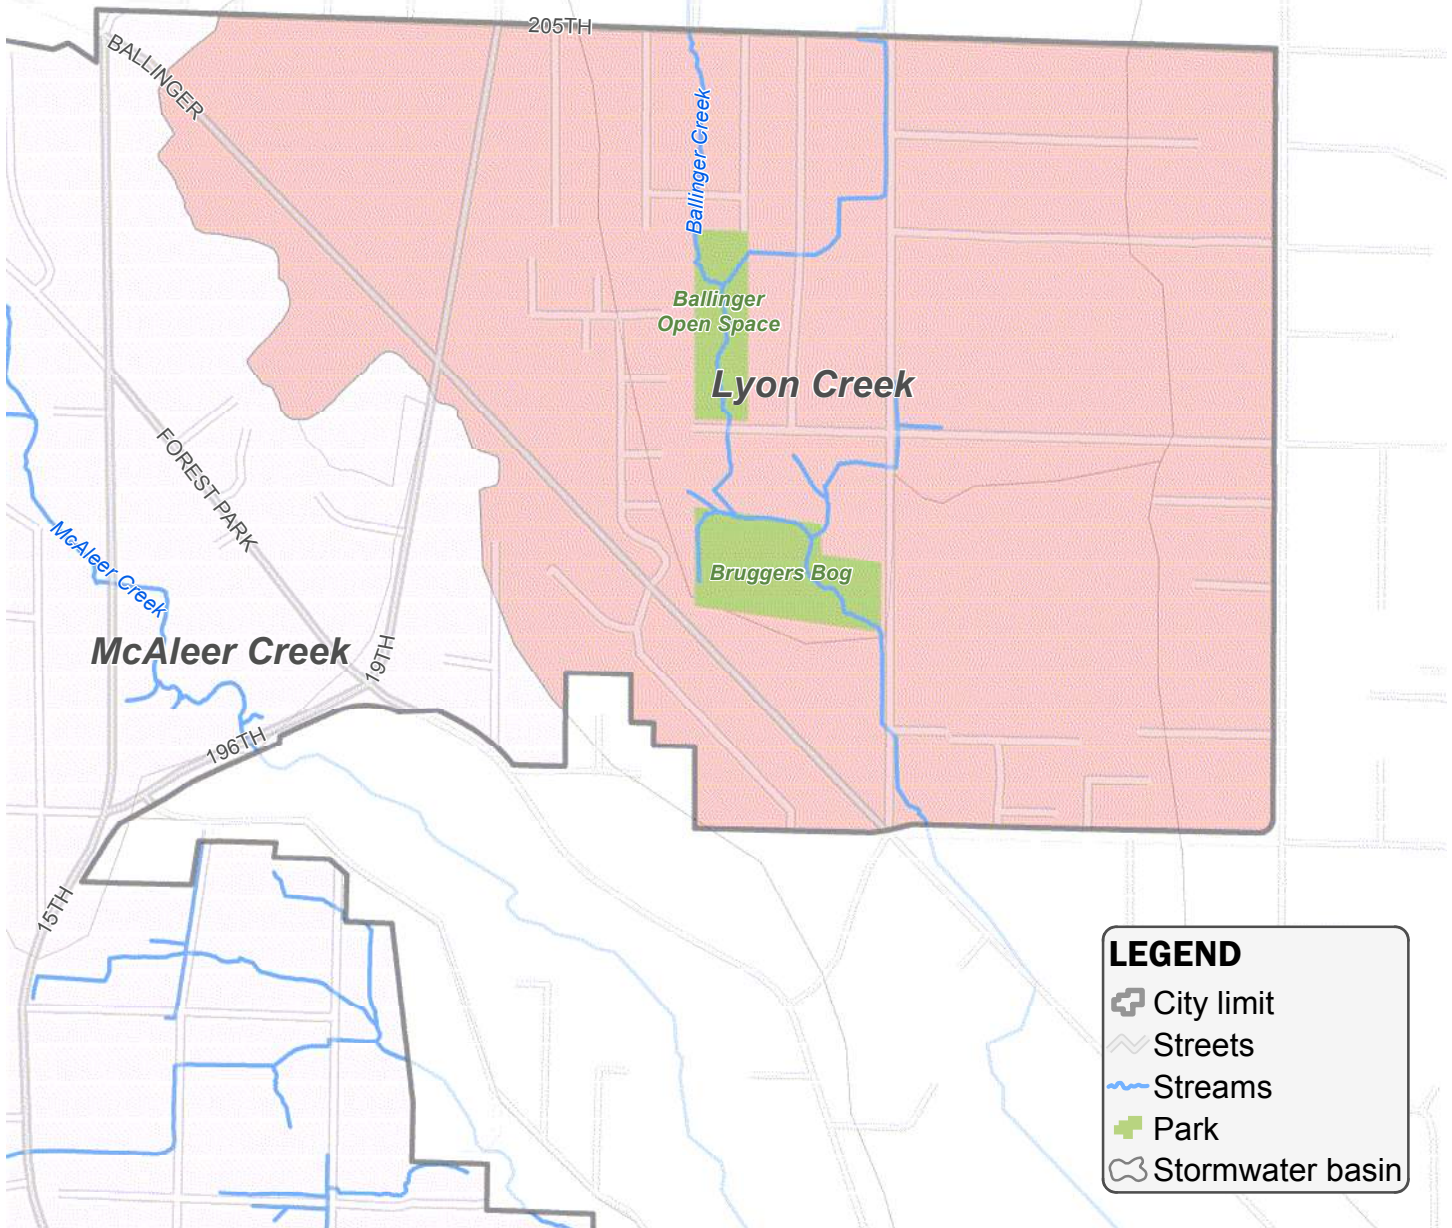 205TH
BALLINGER
Ballinger Creek
Ballinger
Open Space
Lyon Creek
FOREST PARK
McAleer Creek
Bruggers Bog
McAleer Creek
19TH
196TH
15TH
LEGEND
City limit
Streets
Streams
Park
Stormwater basin